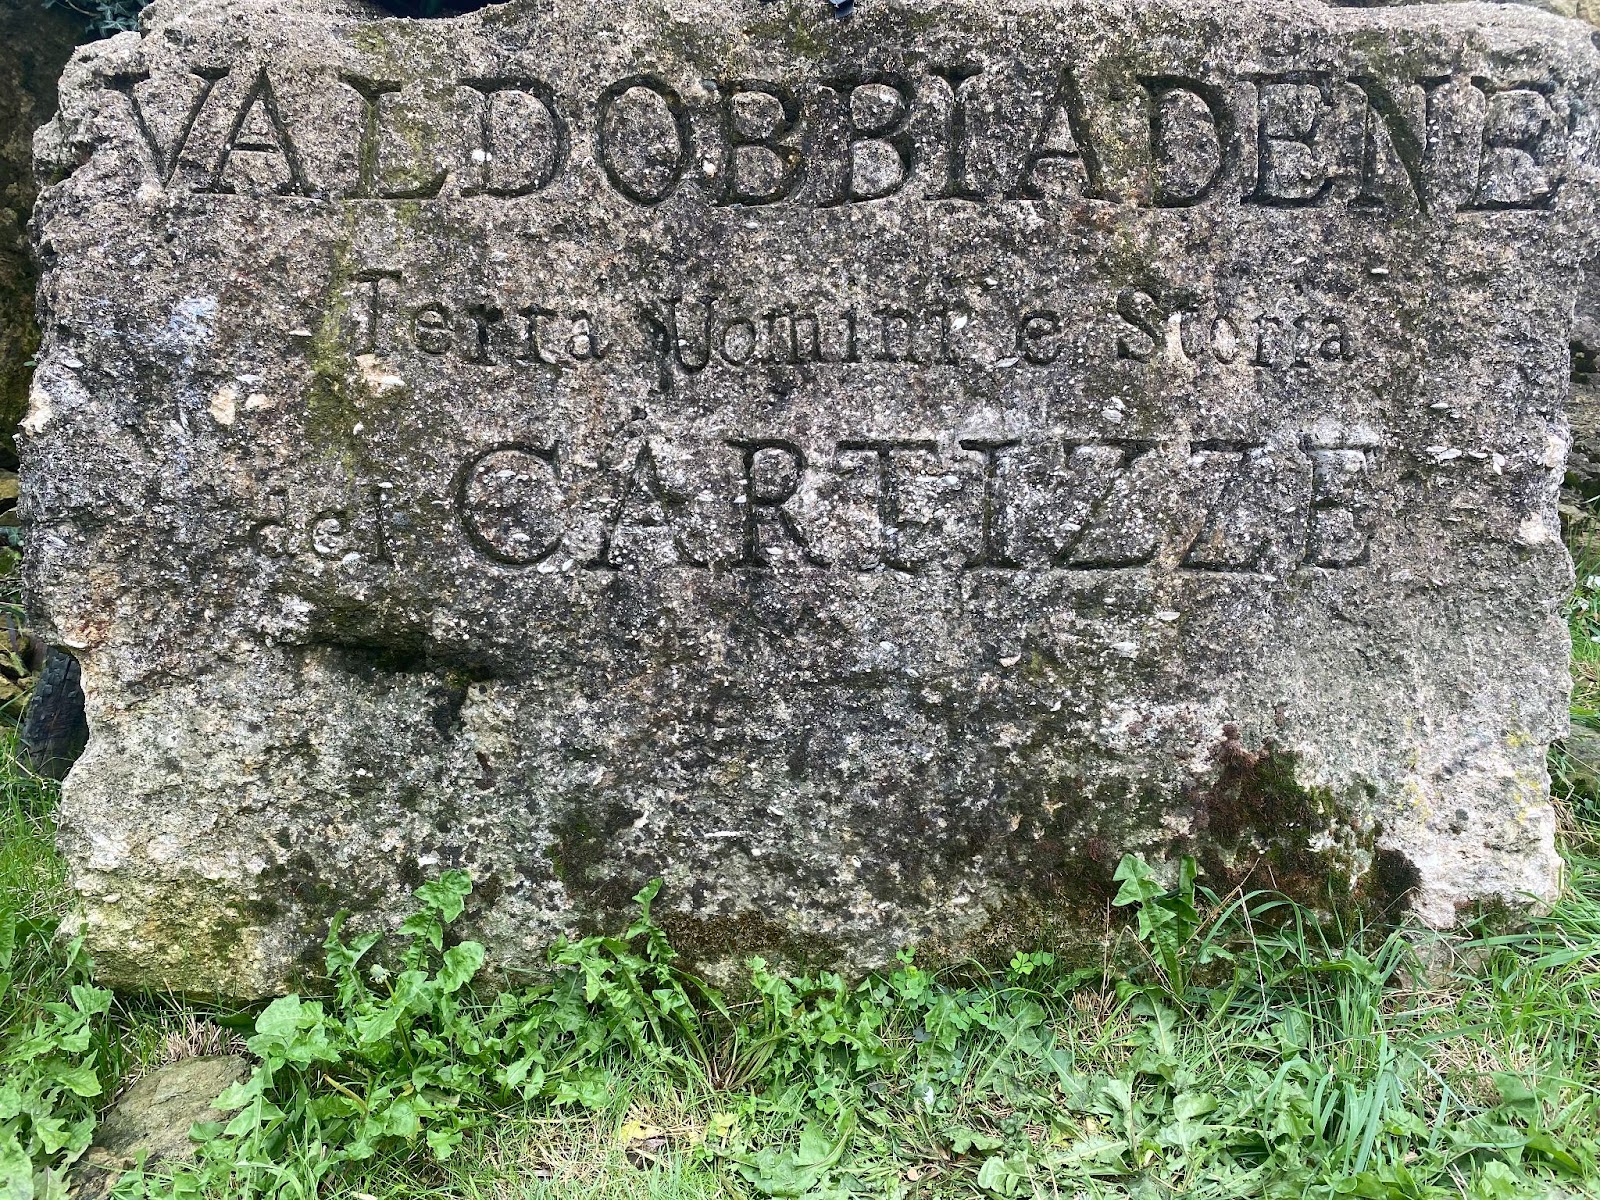 VALDOBBIADENE
Terra Uomini e Storia
del CARTIZZE